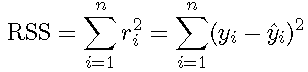 RSS = \sum_{i=1}^{n} r_i^2 = \sum_{i=1}^{n} (y_i - \hat{y}_i)^2